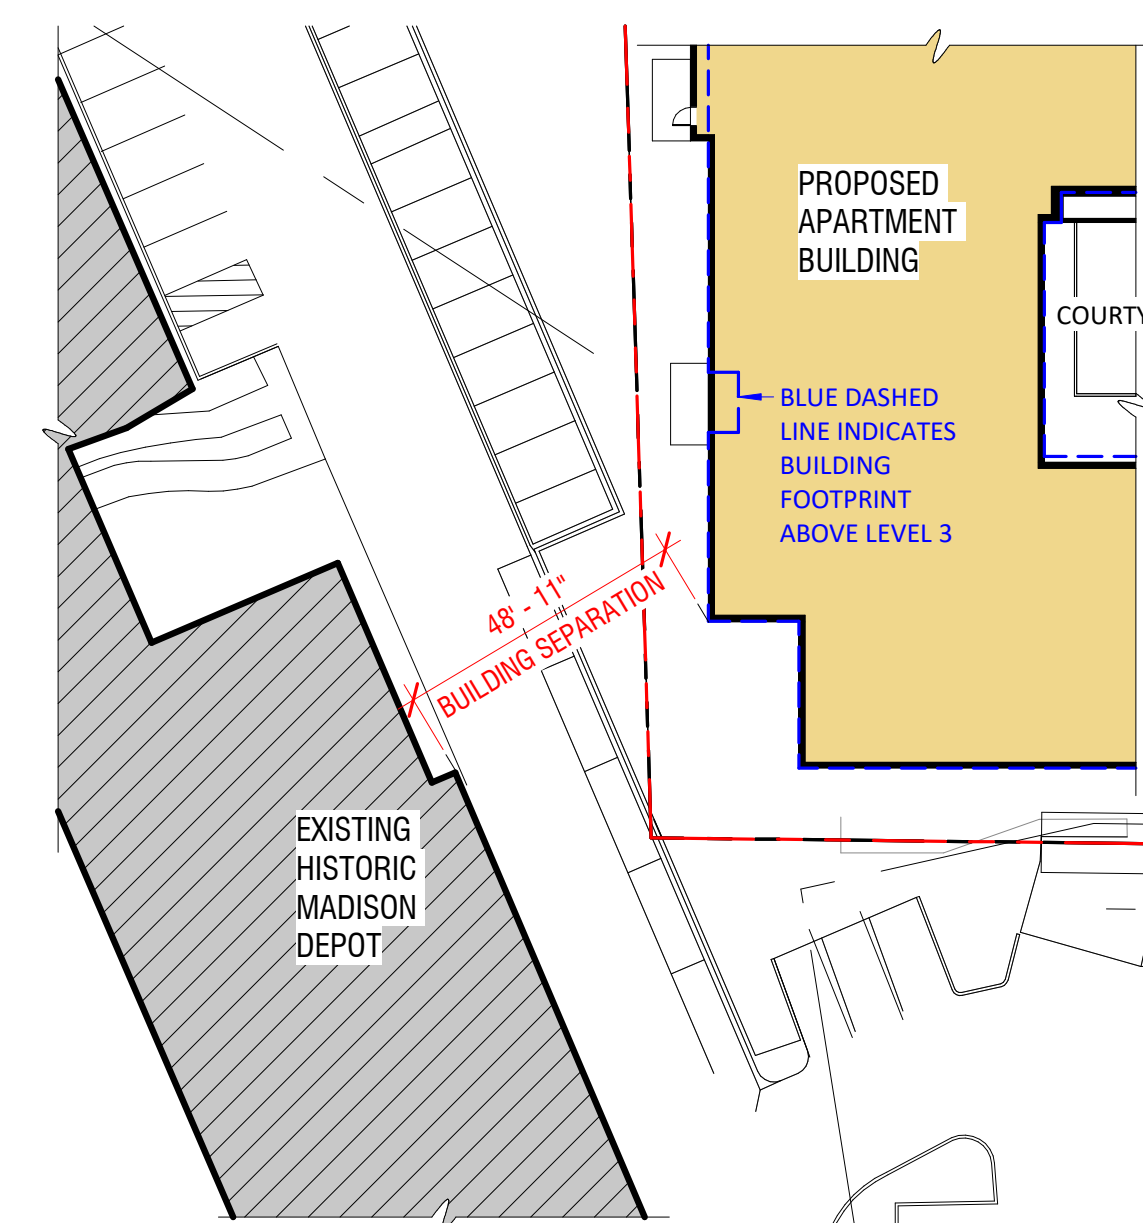 PROPOSED
APARTMENT
BUILDING
COURTY
BLUE DASHED
LINE INDICATES
BUILDING
FOOTPRINT
ABOVE LEVEL 3
48' - 11"
BUILDING SEPARATION
EXISTING
HISTORIC
MADISON
DEPOT